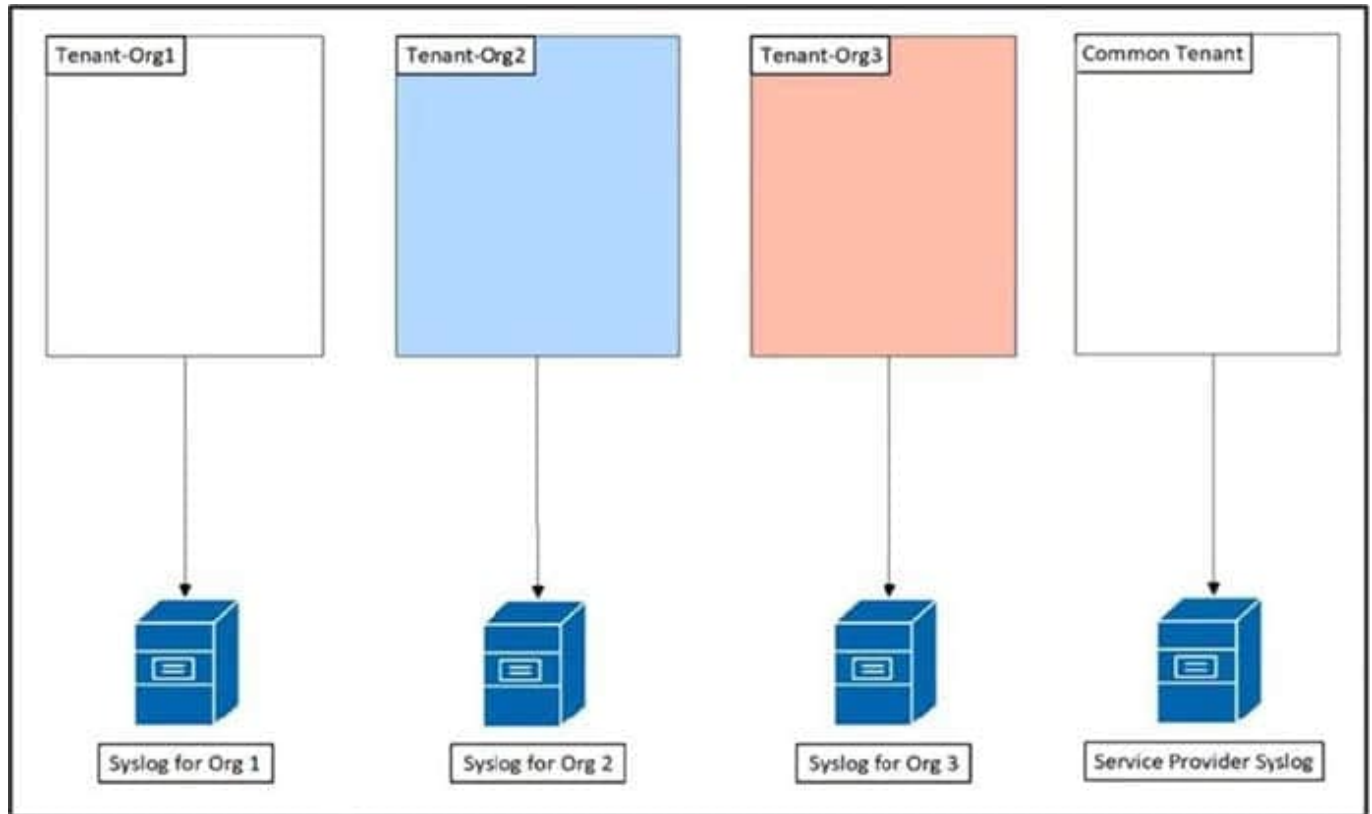 Tenant-Org1
Tenant-Org2
Tenant-Org3
Common Tenant
Syslog for Org 1
Syslog for Org 2
Syslog for Org 3
Service Provider Syslog